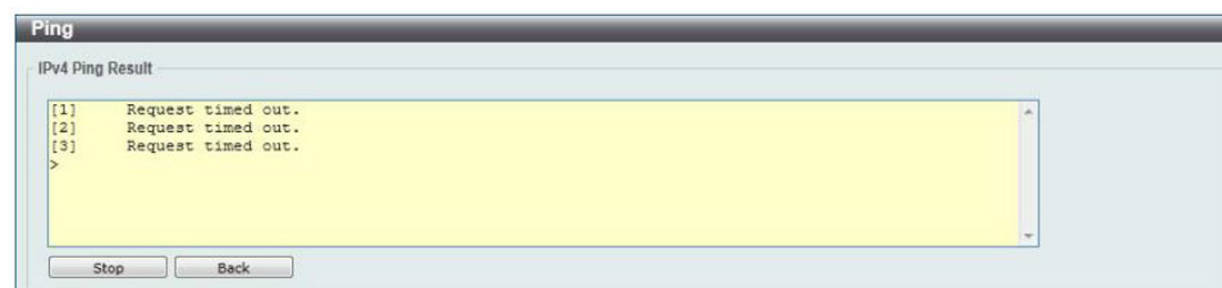 Ping
IPv4 Ping Result
[1] Request timed out.
[2] Request timed out.
[3] Request timed out.
>
Stop Back